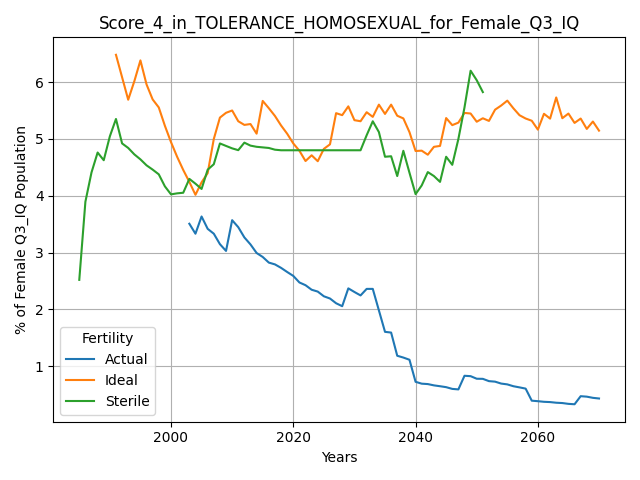 Score_4_in_TOLERANCE_HOMOSEXUAL_for_Female_Q3_IQ
% of Female Q3_IQ Population
6
5
4
3
2
1
Fertility
Actual
Ideal
Sterile
2000
2020
2040
2060
Years